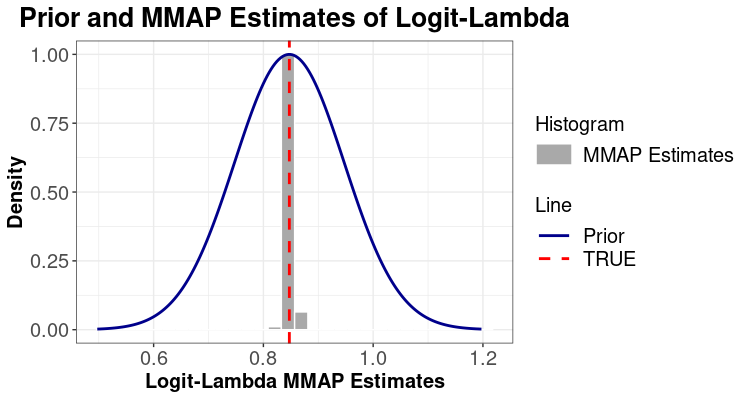 Prior and MMAP Estimates of Logit-Lambda
Density
1.00
0.75
0.50
0.25
0.00
0.6 0.8 1.0 1.2
Logit-Lambda MMAP Estimates
Histogram
MMAP Estimates
Line
Prior
TRUE